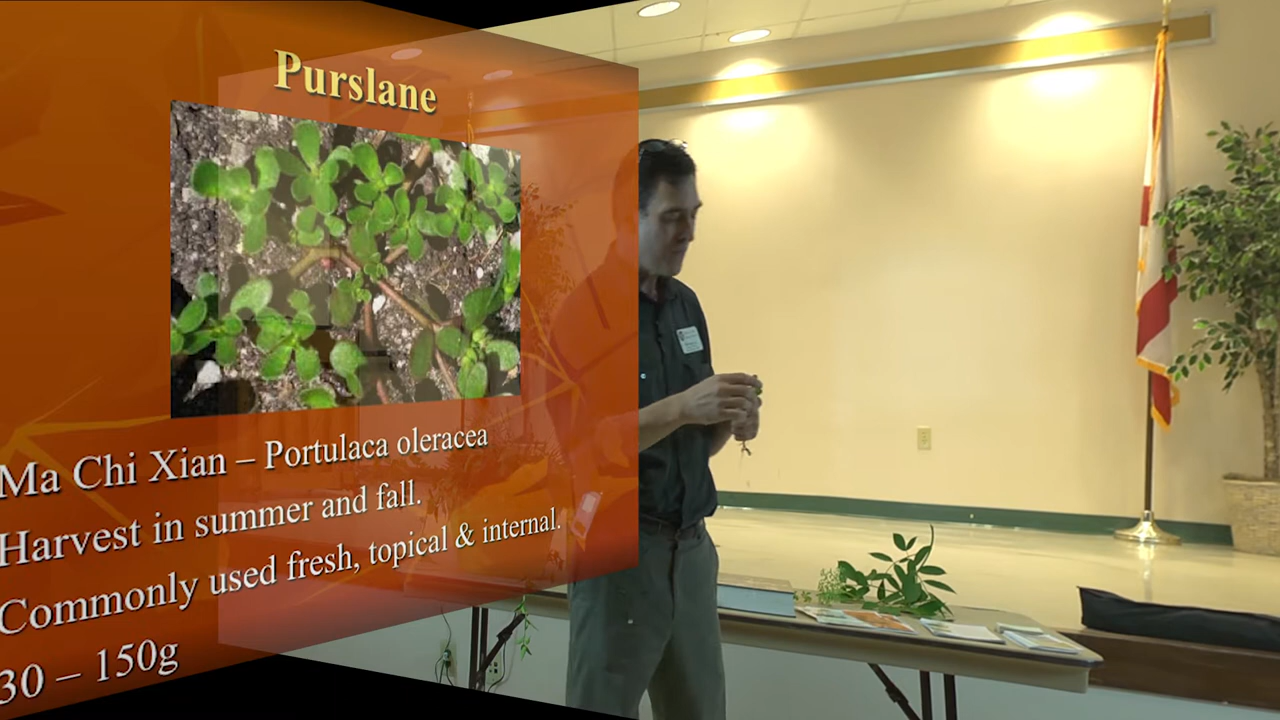 Purslane
Ma Chi Xian – Portulaca oleracea
Harvest in summer and fall.
Commonly used fresh, topical & internal.
30 – 150g